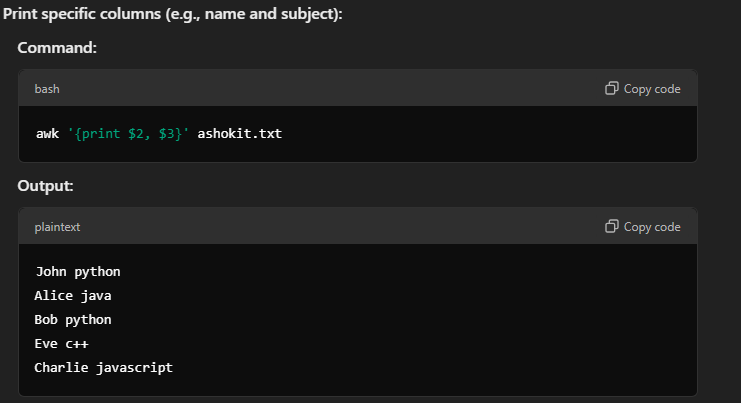 Print specific columns (e.g., name and subject):
Command:
bash
Copy code
awk '{print $2, $3}' ashokit.txt
Output:
plaintext
Copy code
John python
Alice java
Bob python
Eve c++
Charlie javascript